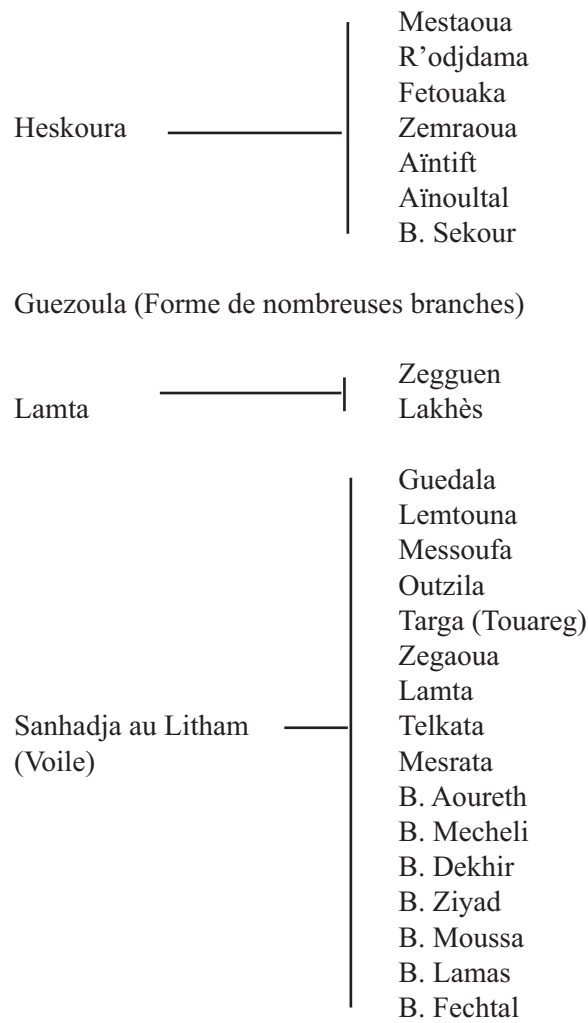 Heskoura
Mestaoua
R’odjdama
Fetouaka
Zemraoua
Aïntift
Aïnoultal
B. Sekour
Guezoula (Forme de nombreuses branches)
Lamta
Zegguen
Lakhès
Sanhadja au Litham
(Voile)
Guedala
Lemtouna
Messoufa
Outzila
Targa (Touareg)
Zegaoua
Lamta
Telkata
Mesrata
B. Aoureth
B. Mecheli
B. Dekhir
B. Ziyad
B. Moussa
B. Lamas
B. Fechtal